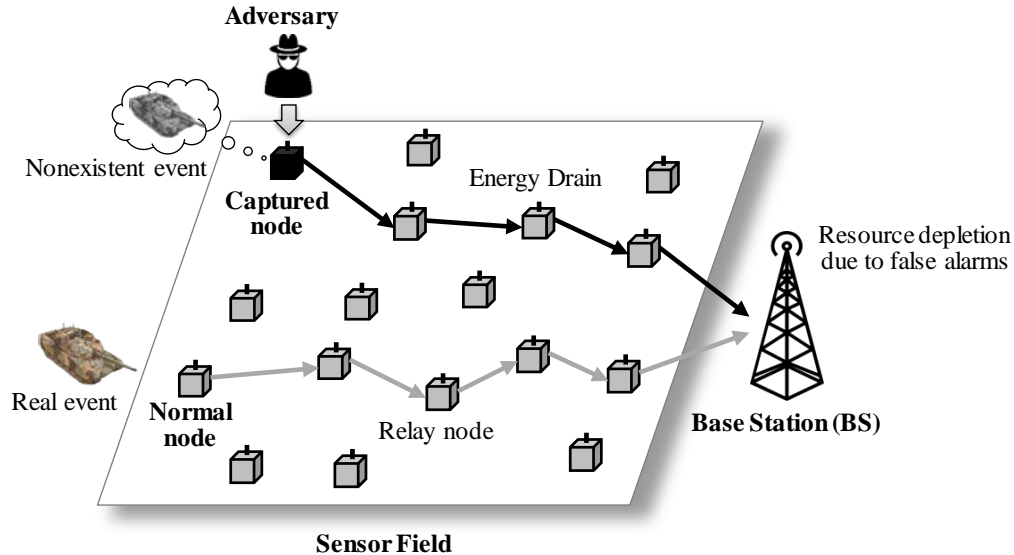 Adversary
Nonexistent event
Captured
node
Energy Drain
Resource depletion
due to false alarms
Real event
Normal
node
Relay node
Base Station (BS)
Sensor Field